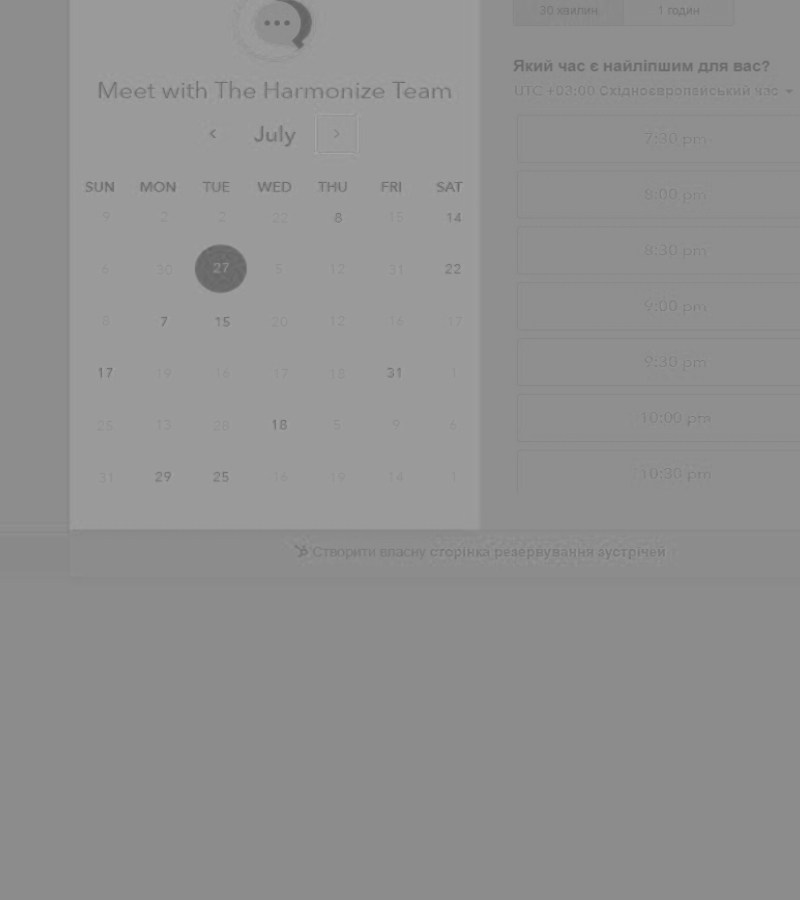 30 хвилин 1 годин
Meet with The Harmonize Team
Який час є найліпшим для вас?
UTC +03:00 Східноєвропейський час
July
SUN MON TUE WED THU FRI SAT
9 2 2 22 8 15 14
6 30 27 5 12 31 22
8 7 15 20 12 16 17
17 19 16 17 18 31 1
25 13 28 18 5 9 6
31 29 25 16 19 14 1
7:30 pm
8:00 pm
8:30 pm
9:00 pm
9:30 pm
10:00 pm
10:30 pm
Створити власну сторінка резервування зустрічей